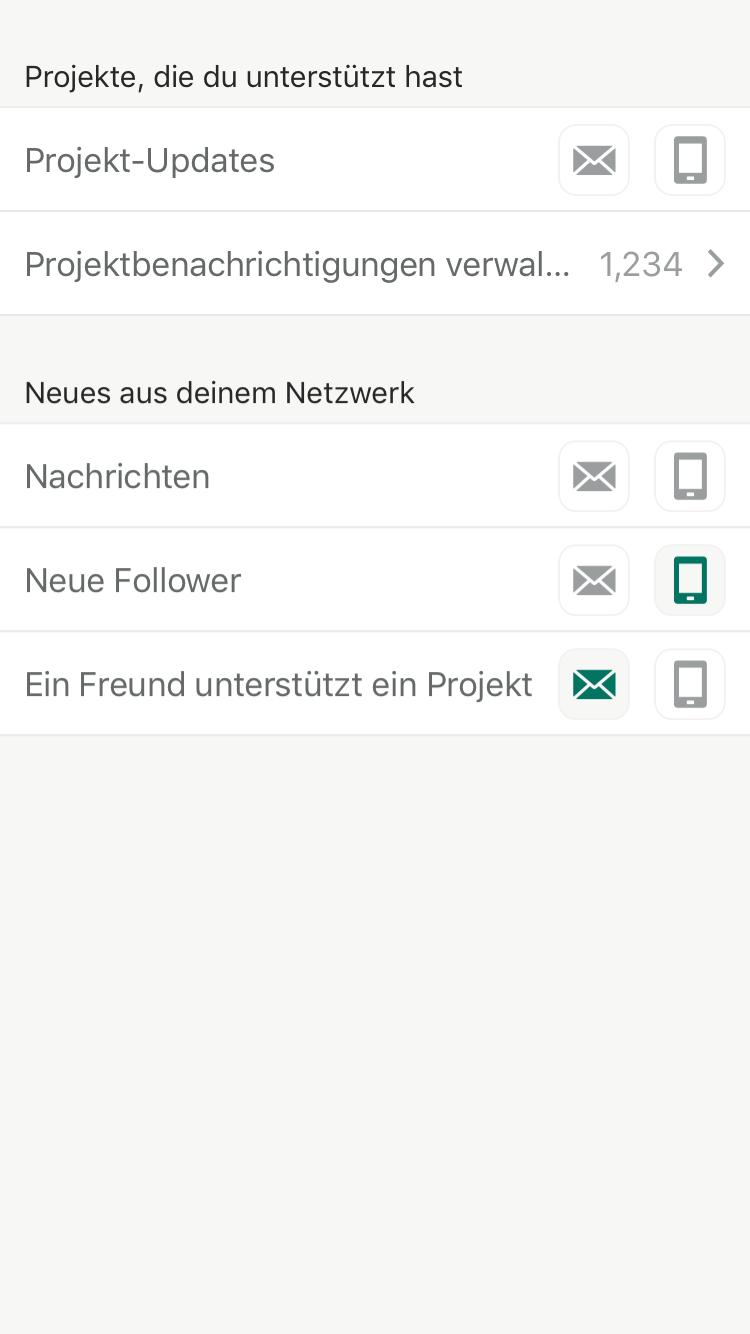 Projekte, die du unterstützt hast
Projekt-Updates
Projektbenachrichtigungen verwal... 1,234
Neues aus deinem Netzwerk
Nachrichten
Neue Follower
Ein Freund unterstützt ein Projekt